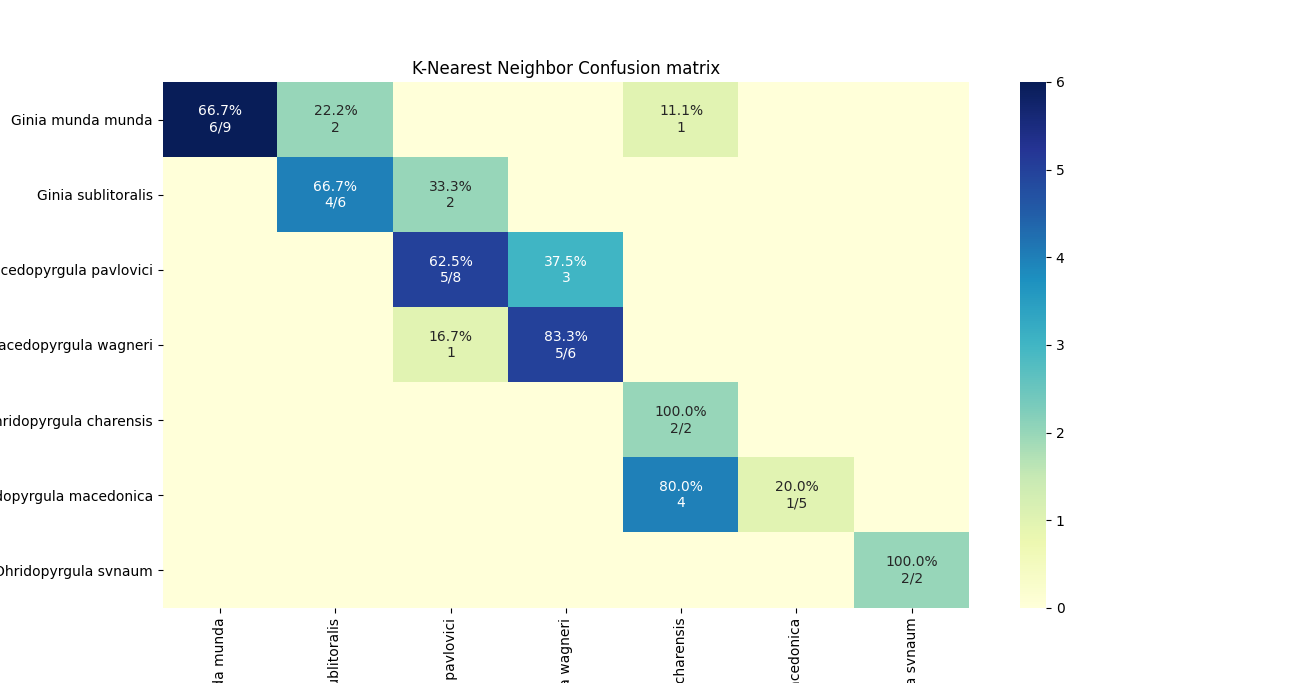 K-Nearest Neighbor Confusion matrix
Ginia munda munda
66.7%
6/9
22.2%
2
11.1%
1
Ginia sublitoralis
66.7%
4/6
33.3%
2
cedopyrgula pavlovici
62.5%
5/8
37.5%
3
acedopyrgula wagneri
16.7%
1
83.3%
5/6
hridopyrgula charensis
100.0%
2/2
dopyrgula macedonica
80.0%
4
20.0%
1/5
Ohridopyrgula svnaum
100.0%
2/2
da munda
ublitoralis
pavlovici
a wagneri
charensis
cedonica
a svnaum
6
5
4
3
2
1
0